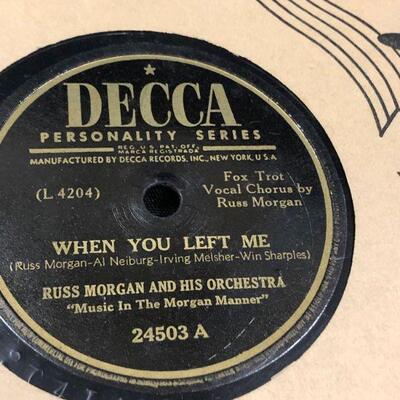 DECCA
PERSONALITY SERIES
REG. U.S. PAT. OFF.
MARCA REGISTRADA
MANUFACTURED BY DECCA RECORDS, INC., NEW YORK, U.S.A.
(L 4204)
Fox Trot
Vocal Chorus by
Russ Morgan
WHEN YOU LEFT ME
(Russ Morgan-Al Neiburg-Irving Melsher-Win Sharples)
RUSS MORGAN AND HIS ORCHESTRA
"Music In The Morgan Manner"
24503 A